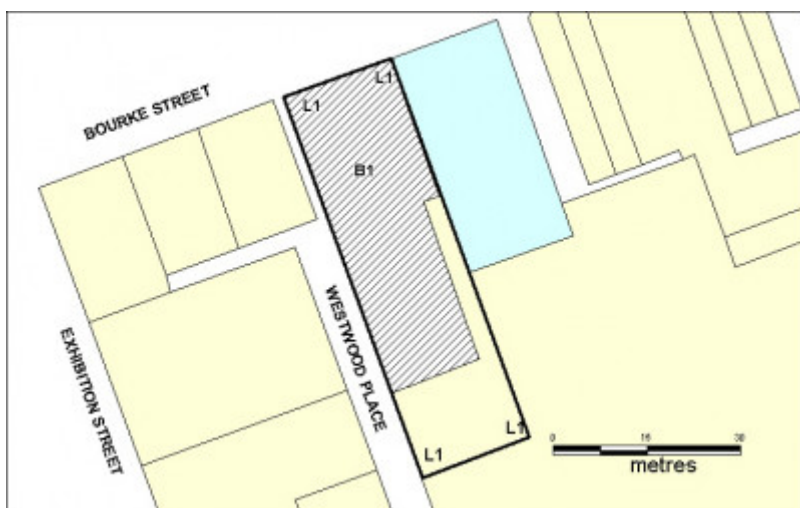 BOURKE STREET
L1
L1
B1
WESTWOOD PLACE
EXHIBITION STREET
L1
L1
0 15 30
metres